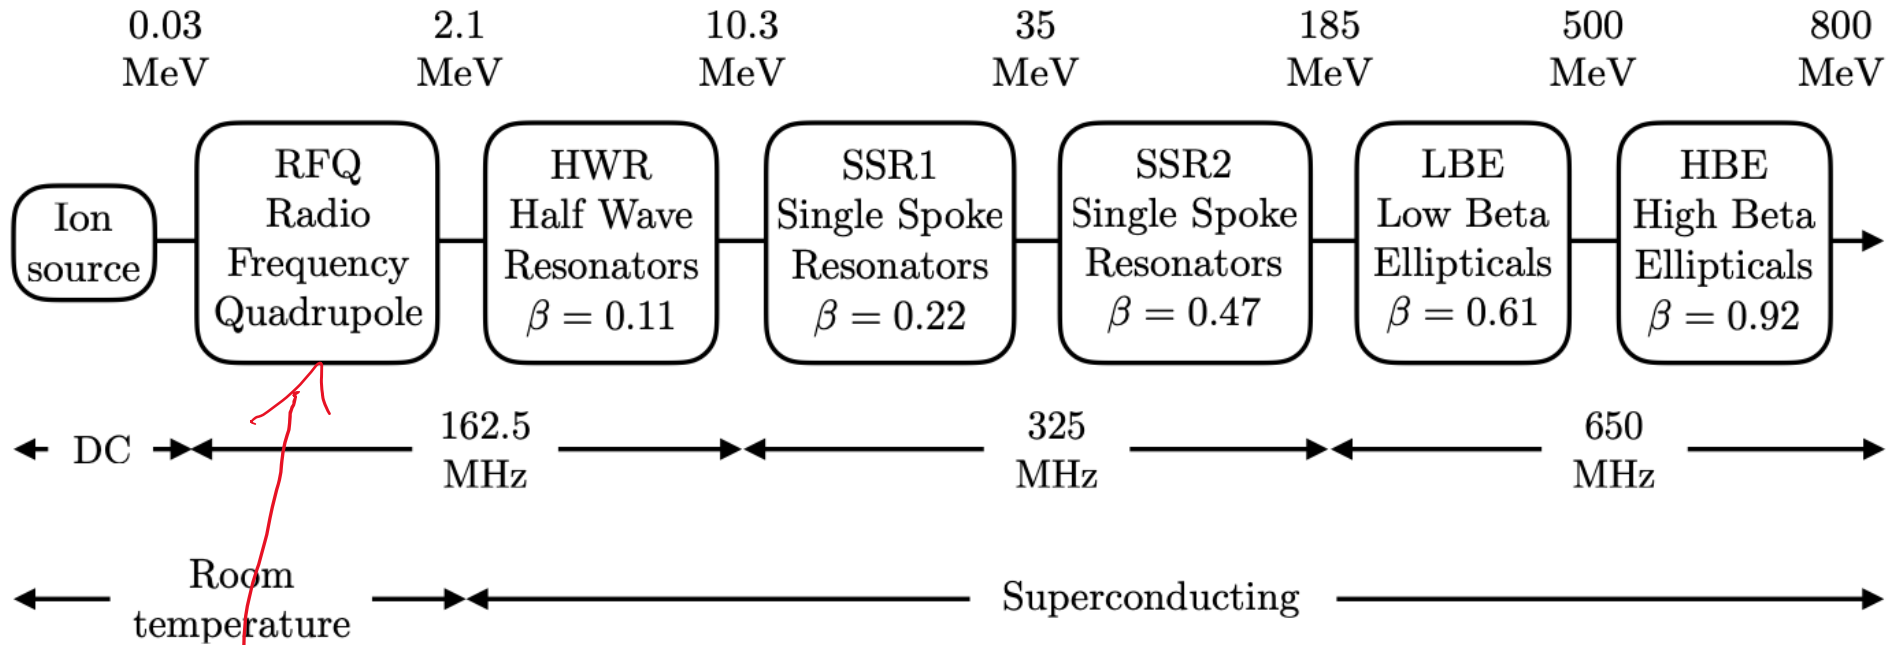 0.03
MeV
2.1
MeV
10.3
MeV
35
MeV
185
MeV
500
MeV
800
MeV
Ion
source
RFQ
Radio
Frequency
Quadrupole
HWR
Half Wave
Resonators
β = 0.11
SSR1
Single Spoke
Resonators
β = 0.22
SSR2
Single Spoke
Resonators
β = 0.47
LBE
Low Beta
Ellipticals
β = 0.61
HBE
High Beta
Ellipticals
β = 0.92
DC
162.5
MHz
325
MHz
650
MHz
Room
temperature
Superconducting